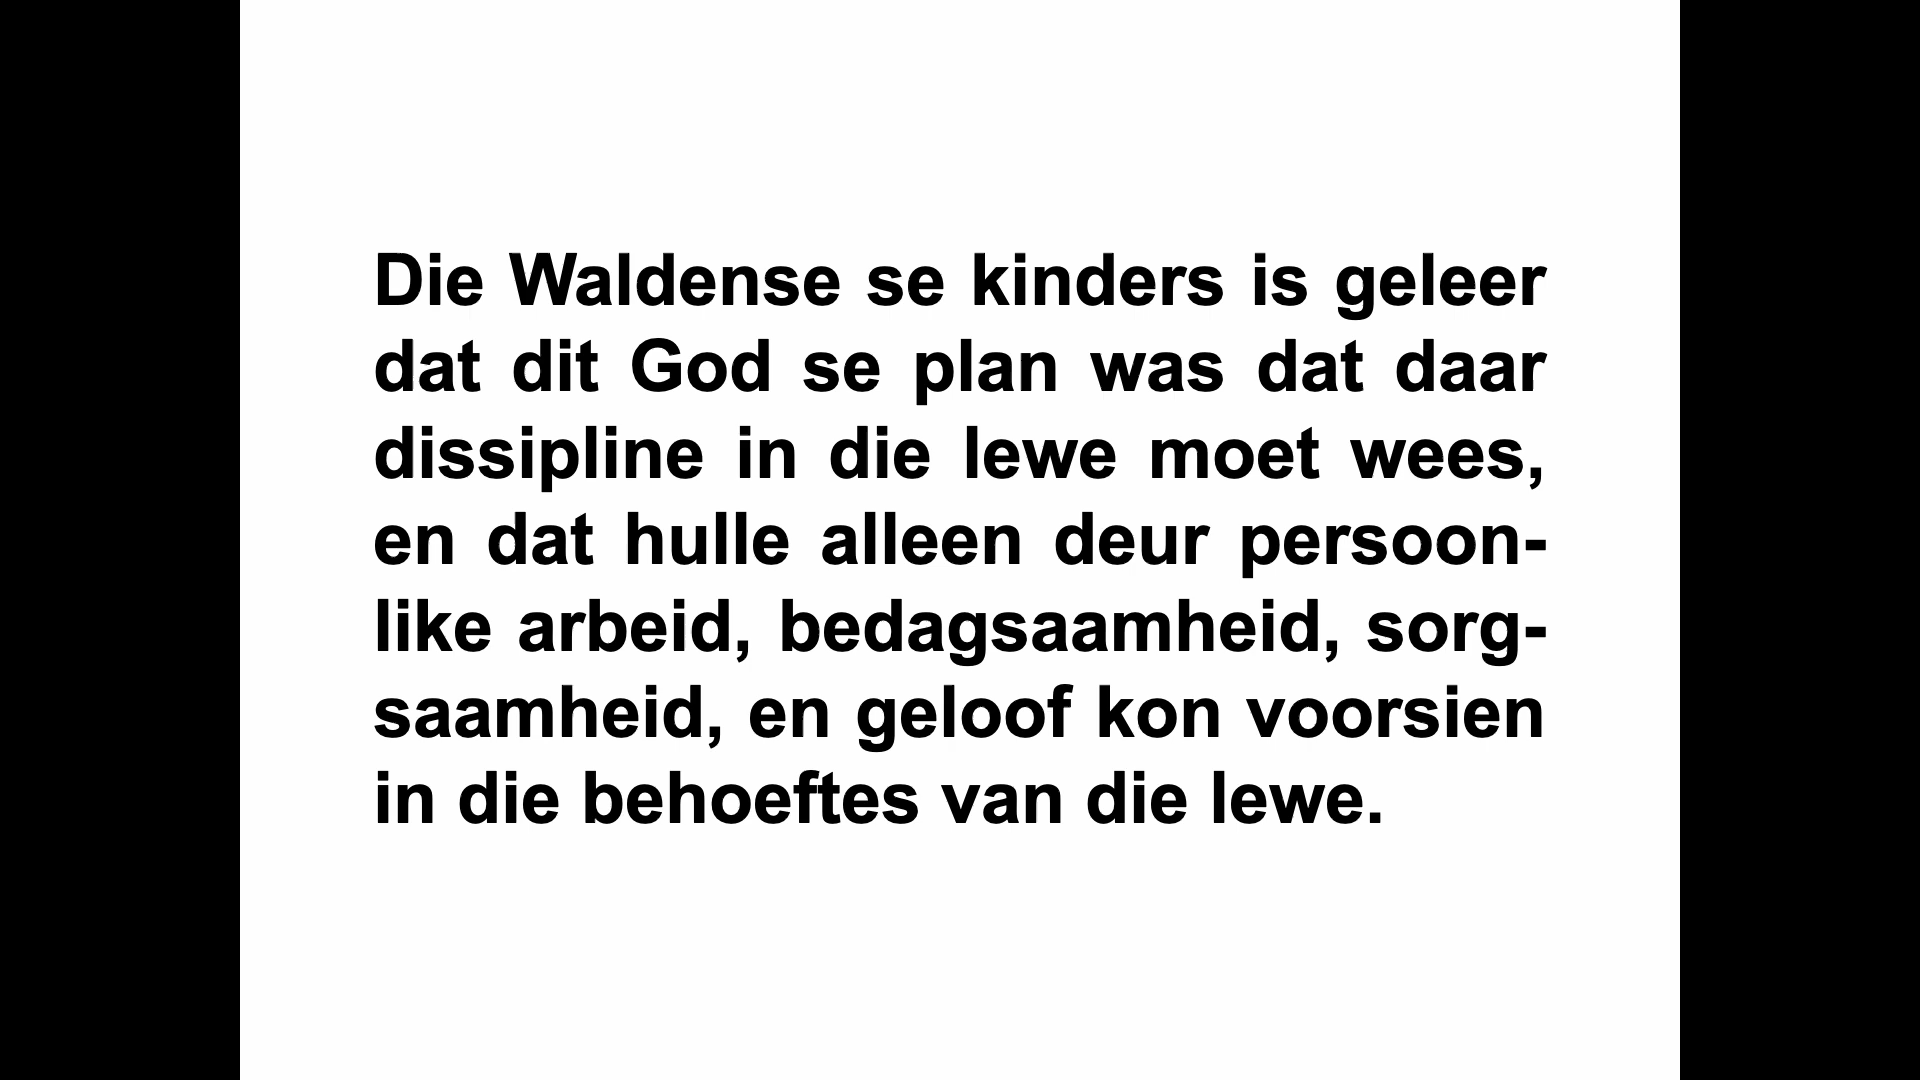 Die Waldense se kinders is geleer
dat dit God se plan was dat daar
dissipline in die lewe moet wees,
en dat hulle alleen deur persoon-
like arbeid, bedagsaamheid, sorg-
saamheid, en geloof kon voorsien
in die behoeftes van die lewe.